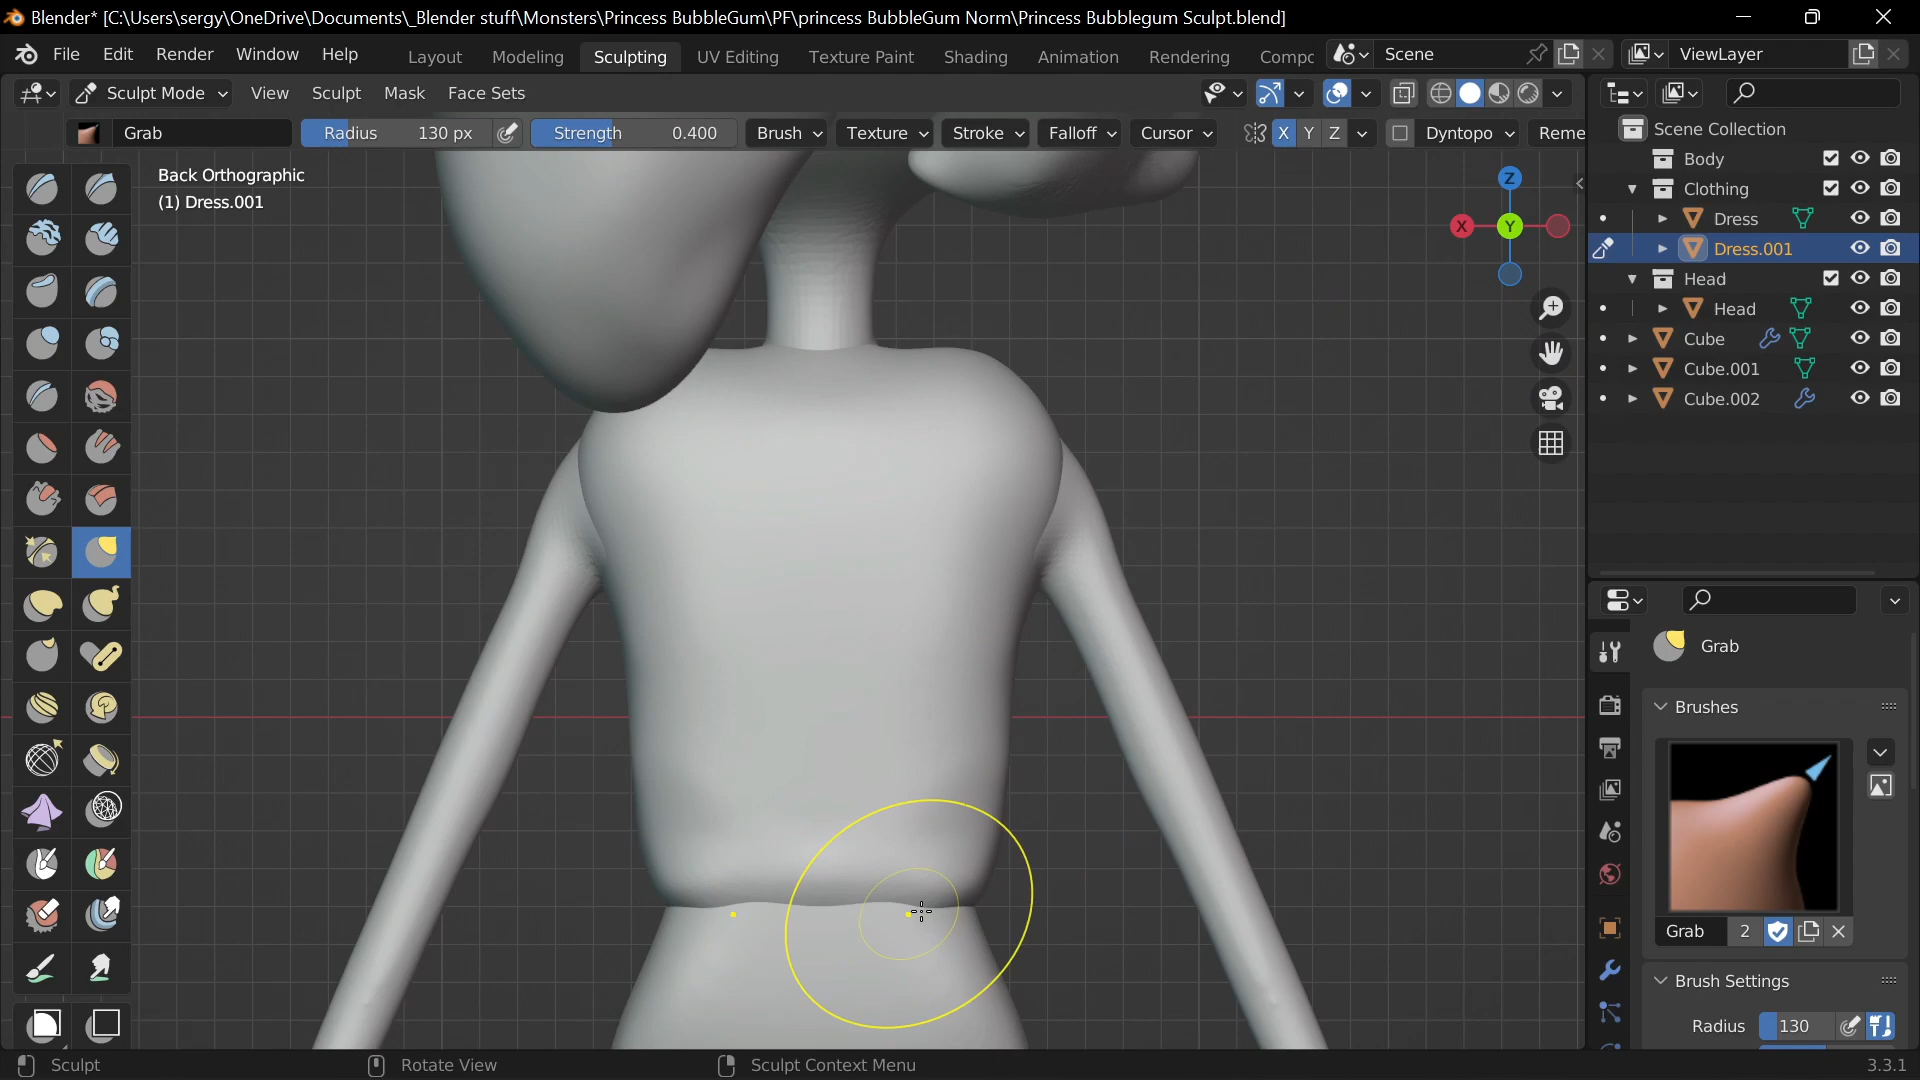 Blender* [C:\Users\sergy\OneDrive\Documents\_Blender stuff\Monsters\Princess BubbleGum\PF\princess BubbleGum Norm\Princess Bubblegum Sculpt.blend]
File Edit Render Window Help Layout Modeling Sculpting UV Editing Texture Paint Shading Animation Rendering Compc Scene ViewLayer
Sculpt Mode View Sculpt Mask Face Sets
Grab Radius 130 px Strength 0.400 Brush Texture Stroke Falloff Cursor X Y Z Dyntopo Reme
Back Orthographic
(1) Dress.001
Z
X Y
Scene Collection
Body
Clothing
Dress
Dress.001
Head
Head
Cube
Cube.001
Cube.002
Grab
Brushes
Grab 2
Brush Settings
Radius 130
Sculpt Rotate View Sculpt Context Menu 3.3.1